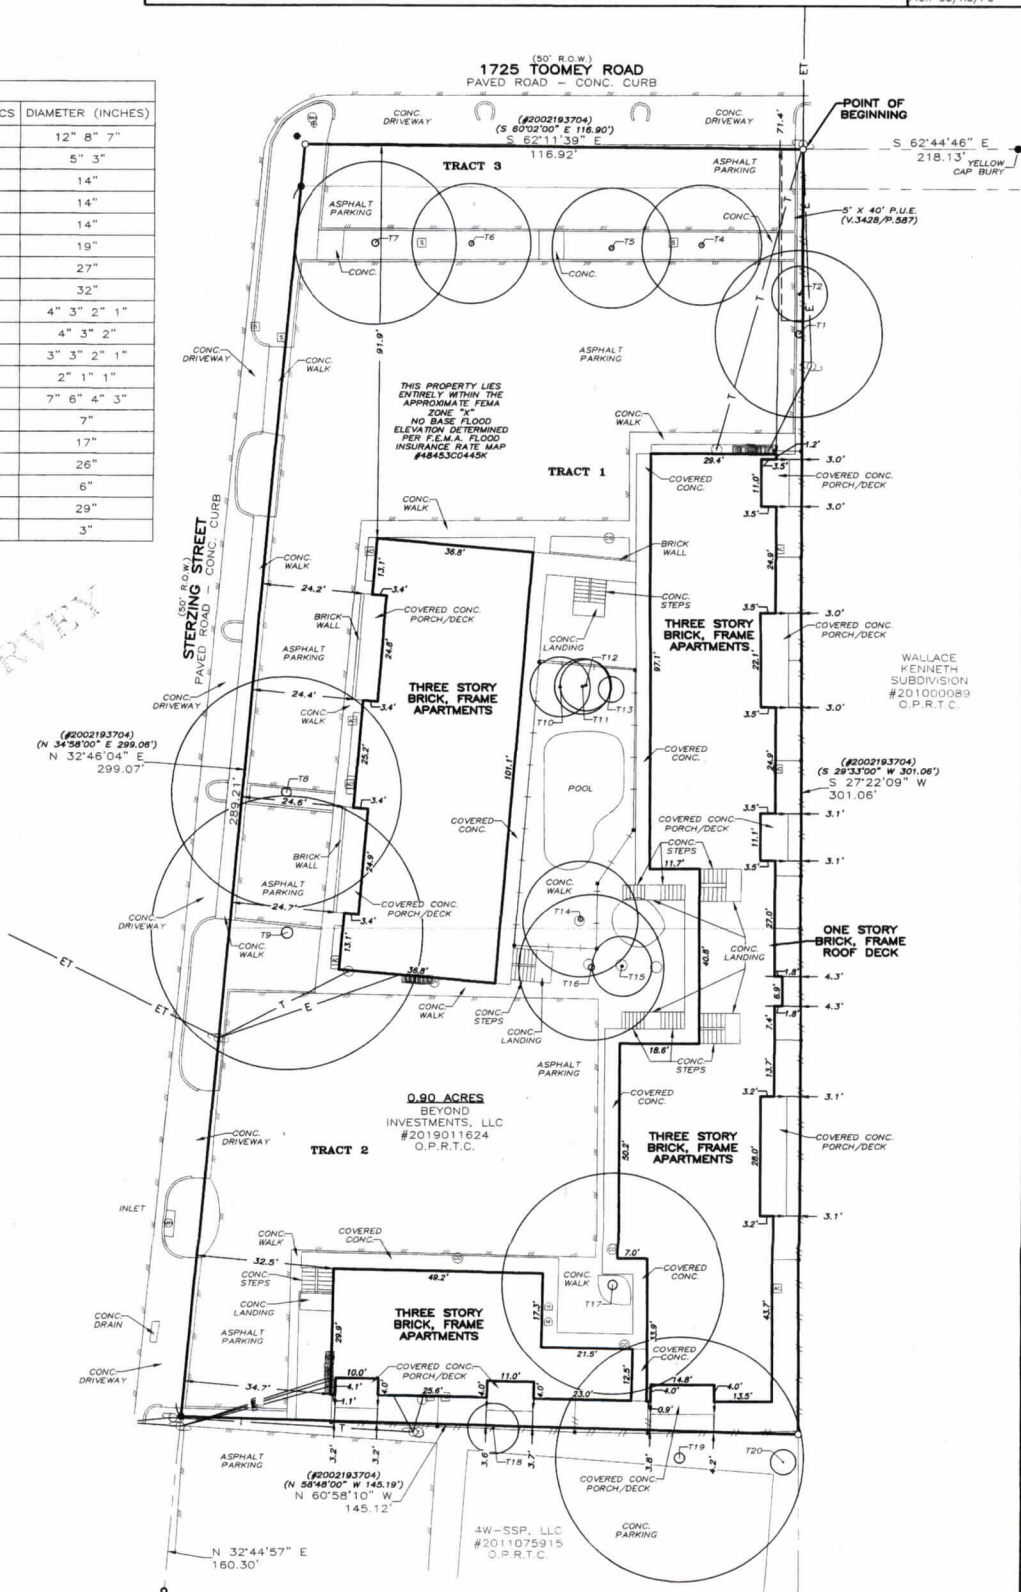 (50' R.O.W.)
1725 TOOMEY ROAD
PAVED ROAD - CONC. CURB
CS DIAMETER (INCHES)
12" 8" 7"
5" 3"
14"
14"
14"
19"
27"
32"
4" 3" 2" 1"
4" 3" 2"
3" 3" 2" 1"
2" 1" 1"
7" 6" 4" 3"
7"
17"
26"
6"
29"
3"
CONC.
DRIVEWAY
(#2002193704)
(S 60°02'00" E 116.90')
S 62°11'39" E
116.92'
CONC.
DRIVEWAY
71.4'
ET
POINT OF
BEGINNING
S 62°44'46" E
218.13'
YELLOW
CAP BURY
TRACT 3
ASPHALT
PARKING
ASPHALT
PARKING
5' X 40' P.U.E.
(V.3428/P.587)
CONC.
T7
T6
T5
T4
CONC.
CONC.
T
E
T2
T1
E
T
91.9'
CONC.
DRIVEWAY
CONC.
WALK
ASPHALT
PARKING
THIS PROPERTY LIES
ENTIRELY WITHIN THE
APPROXIMATE FEMA
ZONE "X"
NO BASE FLOOD
ELEVATION DETERMINED
PER F.E.M.A. FLOOD
INSURANCE RATE MAP
#48453C0445K
CONC.
WALK
TRACT 1
COVERED
CONC.
29.4'
1.2'
3.5'
3.0'
11.0'
COVERED CONC.
PORCH/DECK
3.5'
3.0'
CONC.
WALK
BRICK
WALL
24.9'
STERZING STREET
(50' R.O.W.)
PAVED ROAD - CONC. CURB
RVEY
CONC.
WALK
36.8'
13.1'
24.2'
3.4'
COVERED CONC.
PORCH/DECK
BRICK
WALL
24.8'
CONC.
STEPS
CONC.
LANDING
3.5'
3.0'
COVERED CONC.
PORCH/DECK
THREE STORY
BRICK, FRAME
APARTMENTS
22.1'
97.1'
ASPHALT
PARKING
WALLACE
KENNETH
SUBDIVISION
#201000089
O.P.R.T.C.
CONC.
DRIVEWAY
24.4'
CONC.
WALK
3.4'
THREE STORY
BRICK, FRAME
APARTMENTS
T12
T13
T10
T11
3.5'
3.0'
(#2002193704)
(N 34°58'00" E 299.06')
N 32°46'04" E
299.07'
25.2'
101.1'
COVERED
CONC.
24.9'
(#2002193704)
(S 29°33'00" W 301.06')
S 27°22'09" W
301.06'
289.21'
T8
24.6'
3.4'
POOL
3.5'
3.1'
COVERED
CONC.
COVERED CONC.
PORCH/DECK
11.1'
CONC.
STEPS
11.7'
3.5'
3.1'
BRICK
WALL
24.9'
ASPHALT
PARKING
24.7'
COVERED CONC.
PORCH/DECK
3.4'
CONC.
WALK
T14
27.0'
CONC.
DRIVEWAY
T9
CONC.
WALK
13.1'
36.8'
40.8'
CONC.
LANDING
ONE STORY
BRICK, FRAME
ROOF DECK
T16
T15
1.8'
4.3'
6.9'
4.3'
1.8'
ET
ET
T
E
CONC.
WALK
CONC.
STEPS
CONC.
LANDING
7.4'
ASPHALT
PARKING
18.6'
CONC.
STEPS
13.7'
0.90 ACRES
BEYOND
INVESTMENTS, LLC
#2019011624
O.P.R.T.C.
COVERED
CONC.
3.2'
3.1'
CONC.
DRIVEWAY
TRACT 2
THREE STORY
BRICK, FRAME
APARTMENTS
50.2'
28.0'
COVERED CONC.
PORCH/DECK
INLET
3.2'
3.1'
CONC.
WALK
COVERED
CONC.
32.5'
CONC.
STEPS
49.2'
7.0'
COVERED
CONC.
CONC.
WALK
T17
CONC.
LANDING
CONC.
DRAIN
ASPHALT
PARKING
29.9'
THREE STORY
BRICK, FRAME
APARTMENTS
17.3'
33.9'
43.7'
21.5'
COVERED
CONC.
CONC.
DRIVEWAY
34.7'
10.0'
4.1'
1.1'
4.0'
COVERED CONC.
PORCH/DECK
25.6'
4.0'
11.0'
4.0'
23.0'
12.5'
14.8'
4.0'
0.9'
4.0'
13.5'
T
3.2'
3.2'
3.6'
T18
3.7'
3.8'
T19
4.2'
T20
ASPHALT
PARKING
(#2002193704)
(N 58°48'00" W 145.19')
N 60°58'10" W
145.12'
COVERED CONC.
PORCH/DECK
4W-SSP, LLC
#2011075915
O.P.R.T.C.
CONC.
PARKING
N 32°44'57" E
160.30'